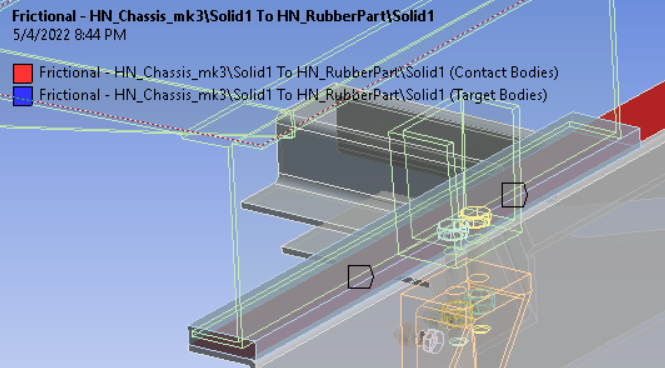 Frictional - HN_Chassis_mk3\Solid1 To HN_RubberPart\Solid1
5/4/2022 8:44 PM
Frictional - HN_Chassis_mk3\Solid1 To HN_RubberPart\Solid1 (Contact Bodies)
Frictional - HN_Chassis_mk3\Solid1 To HN_RubberPart\Solid1 (Target Bodies)